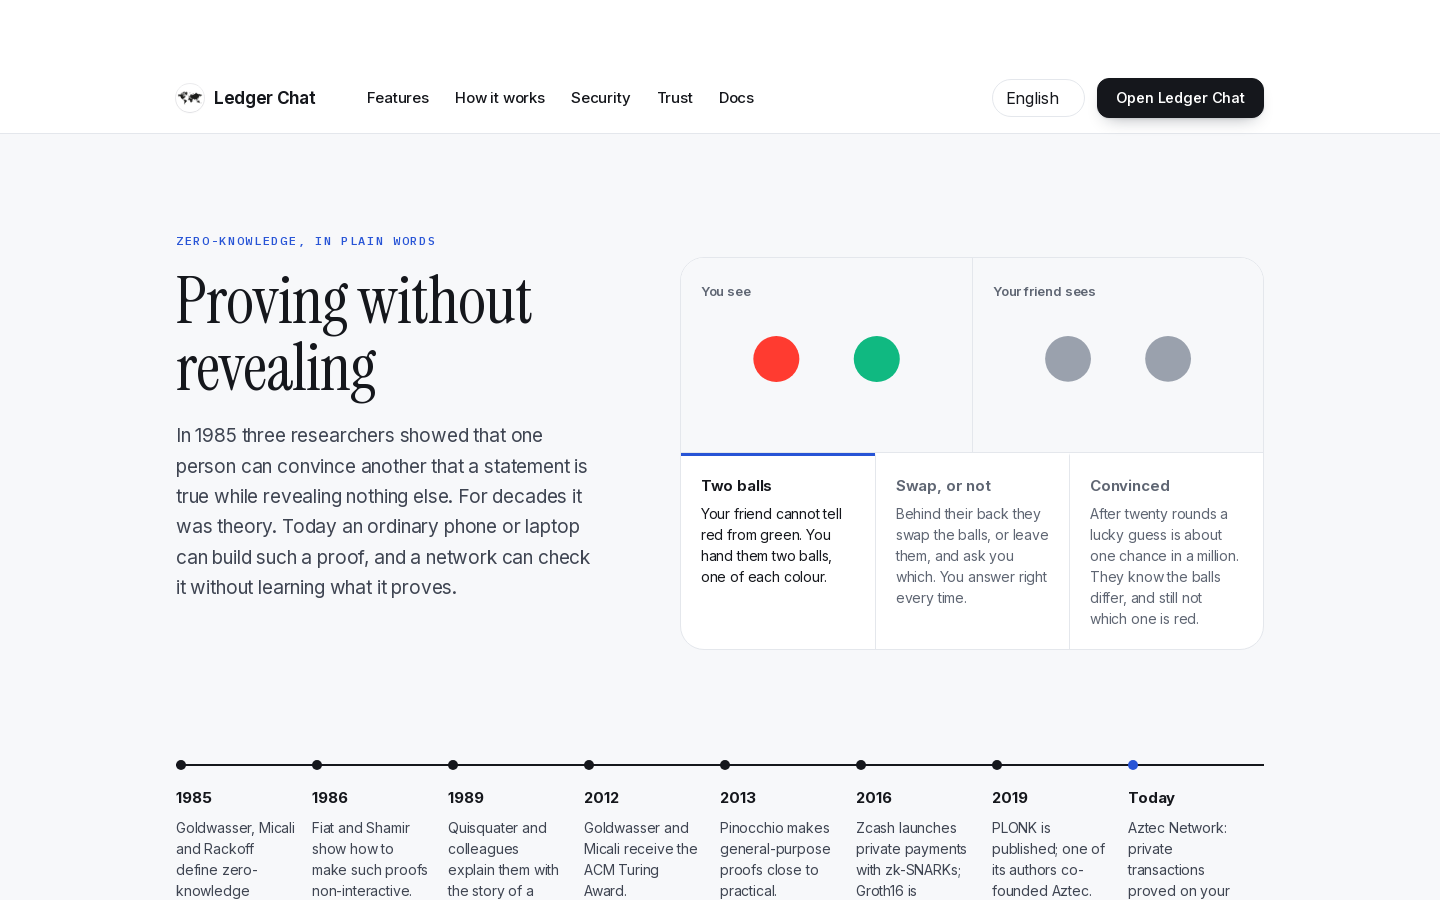 Ledger Chat
Features
How it works
Security
Trust
Docs
English
Open Ledger Chat
ZERO-KNOWLEDGE, IN PLAIN WORDS
Proving without
revealing
In 1985 three researchers showed that one
person can convince another that a statement is
true while revealing nothing else. For decades it
was theory. Today an ordinary phone or laptop
can build such a proof, and a network can check
it without learning what it proves.
You see
Your friend sees
Two balls
Your friend cannot tell
red from green. You
hand them two balls,
one of each colour.
Swap, or not
Behind their back they
swap the balls, or leave
them, and ask you
which. You answer right
every time.
Convinced
After twenty rounds a
lucky guess is about
one chance in a million.
They know the balls
differ, and still not
which one is red.
1985
Goldwasser, Micali
and Rackoff
define zero-
knowledge
1986
Fiat and Shamir
show how to
make such proofs
non-interactive.
1989
Quisquater and
colleagues
explain them with
the story of a
2012
Goldwasser and
Micali receive the
ACM Turing
Award.
2013
Pinocchio makes
general-purpose
proofs close to
practical.
2016
Zcash launches
private payments
with zk-SNARKs;
Groth16 is
2019
PLONK is
published; one of
its authors co-
founded Aztec.
Today
Aztec Network:
private
transactions
proved on your